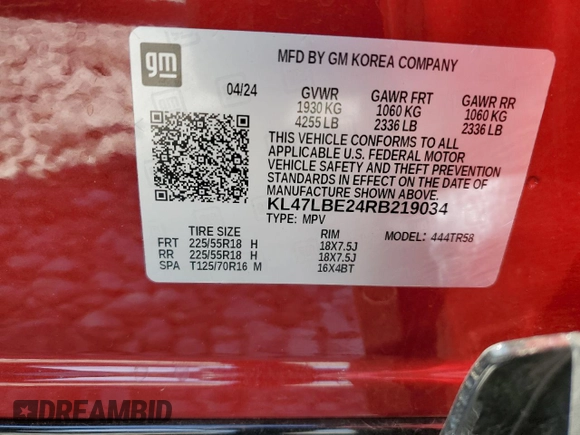 gm
MFD BY GM KOREA COMPANY
04/24
GVWR GAWR FRT GAWR RR
1930 KG 1060 KG 1060 KG
4255 LB 2336 LB 2336 LB
THIS VEHICLE CONFORMS TO ALL
APPLICABLE U.S. FEDERAL MOTOR
VEHICLE SAFETY AND THEFT PREVENTION
STANDARDS IN EFFECT ON THE DATE OF
MANUFACTURE SHOWN ABOVE.
KL47LBE24RB219034
TYPE: MPV
MODEL: 444TR58
TIRE SIZE RIM
FRT 225/55R18 H 18X7.5J
RR 225/55R18 H 18X7.5J
SPA T125/70R16 M 16X4BT
DREAMBID